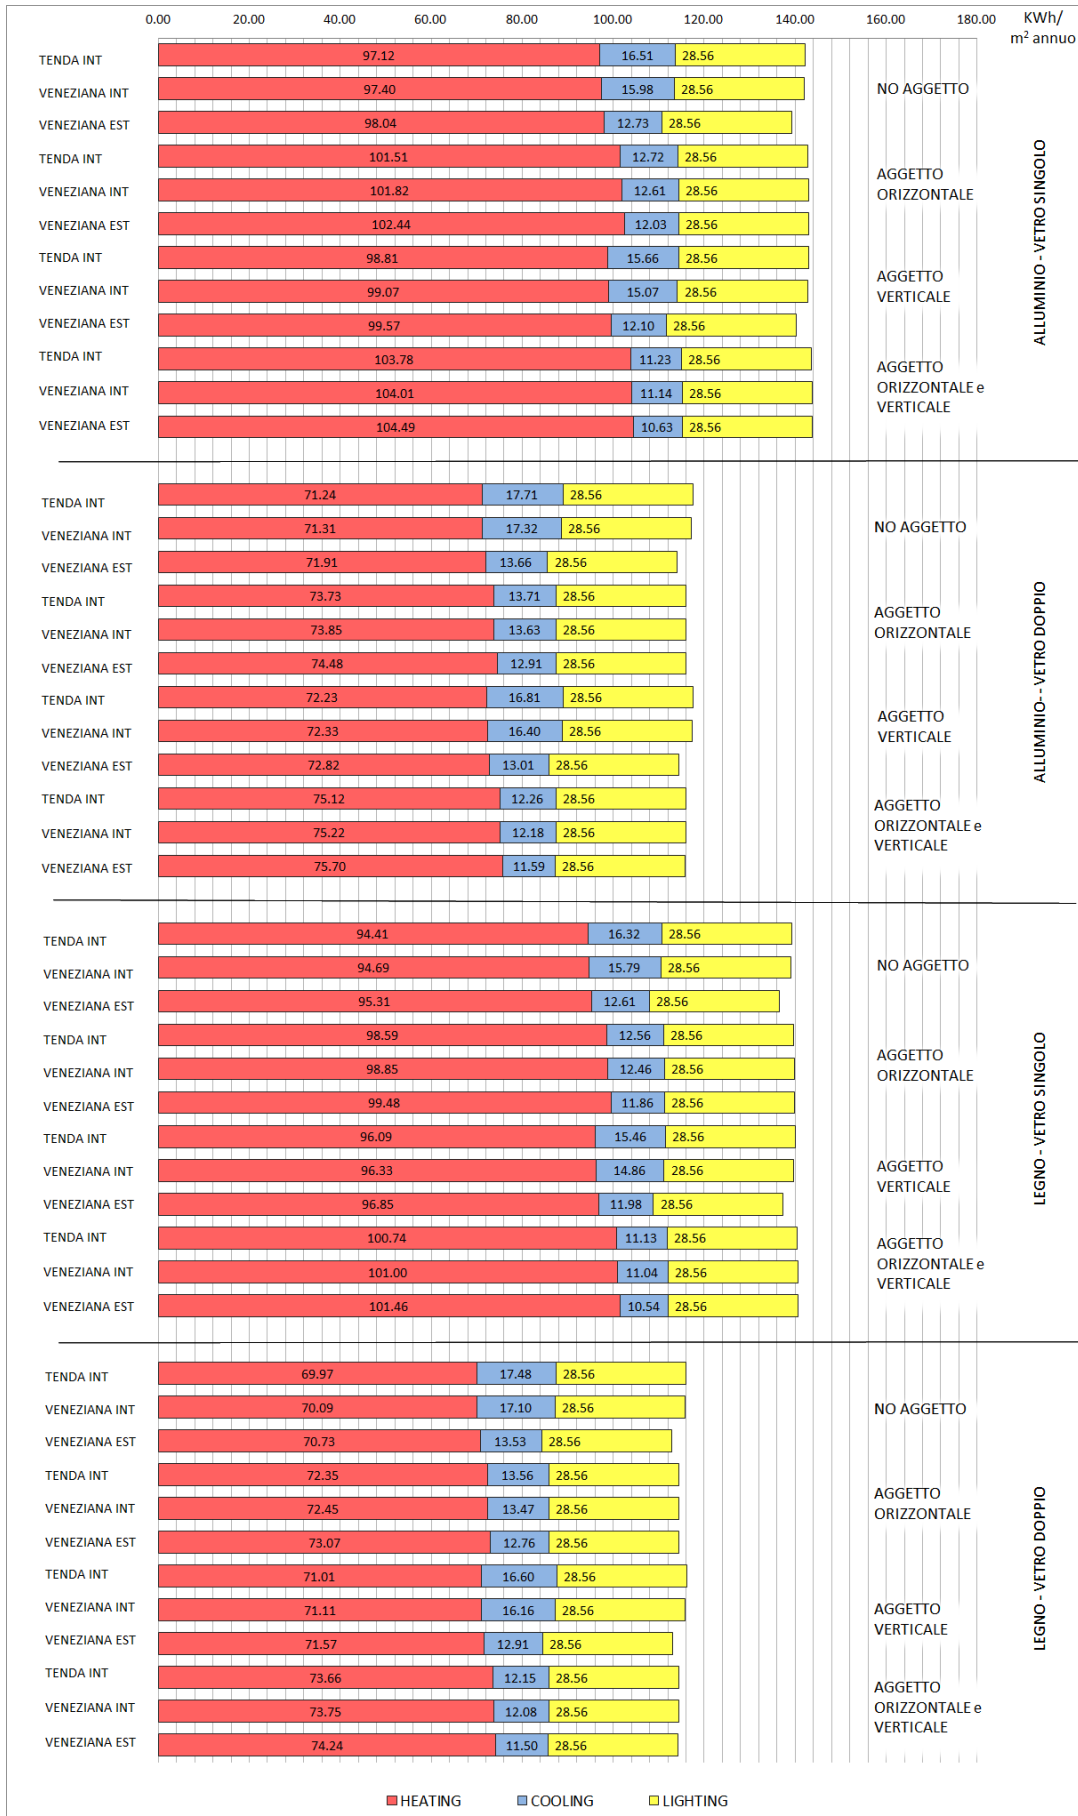 0.00 20.00 40.00 60.00 80.00 100.00 120.00 140.00 160.00 180.00 KWh/
m² annuo
TENDA INT 97.12 16.51 28.56
VENEZIANA INT 97.40 15.98 28.56 NO AGGETTO
VENEZIANA EST 98.04 12.73 28.56
TENDA INT 101.51 12.72 28.56 AGGETTO
VENEZIANA INT 101.82 12.61 28.56 ORIZZONTALE
VENEZIANA EST 102.44 12.03 28.56
TENDA INT 98.81 15.66 28.56 AGGETTO
VENEZIANA INT 99.07 15.07 28.56 VERTICALE
VENEZIANA EST 99.57 12.10 28.56
TENDA INT 103.78 11.23 28.56 AGGETTO
VENEZIANA INT 104.01 11.14 28.56 ORIZZONTALE e
VENEZIANA EST 104.49 10.63 28.56 VERTICALE
ALLUMINIO - VETRO SINGOLO
TENDA INT 71.24 17.71 28.56
VENEZIANA INT 71.31 17.32 28.56 NO AGGETTO
VENEZIANA EST 71.91 13.66 28.56
TENDA INT 73.73 13.71 28.56 AGGETTO
VENEZIANA INT 73.85 13.63 28.56 ORIZZONTALE
VENEZIANA EST 74.48 12.91 28.56
TENDA INT 72.23 16.81 28.56 AGGETTO
VENEZIANA INT 72.33 16.40 28.56 VERTICALE
VENEZIANA EST 72.82 13.01 28.56
TENDA INT 75.12 12.26 28.56 AGGETTO
VENEZIANA INT 75.22 12.18 28.56 ORIZZONTALE e
VENEZIANA EST 75.70 11.59 28.56 VERTICALE
ALLUMINIO-- VETRO DOPPIO
TENDA INT 94.41 16.32 28.56
VENEZIANA INT 94.69 15.79 28.56 NO AGGETTO
VENEZIANA EST 95.31 12.61 28.56
TENDA INT 98.59 12.56 28.56 AGGETTO
VENEZIANA INT 98.85 12.46 28.56 ORIZZONTALE
VENEZIANA EST 99.48 11.86 28.56
TENDA INT 96.09 15.46 28.56 AGGETTO
VENEZIANA INT 96.33 14.86 28.56 VERTICALE
VENEZIANA EST 96.85 11.98 28.56
TENDA INT 100.74 11.13 28.56 AGGETTO
VENEZIANA INT 101.00 11.04 28.56 ORIZZONTALE e
VENEZIANA EST 101.46 10.54 28.56 VERTICALE
LEGNO - VETRO SINGOLO
TENDA INT 69.97 17.48 28.56
VENEZIANA INT 70.09 17.10 28.56 NO AGGETTO
VENEZIANA EST 70.73 13.53 28.56
TENDA INT 72.35 13.56 28.56 AGGETTO
VENEZIANA INT 72.45 13.47 28.56 ORIZZONTALE
VENEZIANA EST 73.07 12.76 28.56
TENDA INT 71.01 16.60 28.56 AGGETTO
VENEZIANA INT 71.11 16.16 28.56 VERTICALE
VENEZIANA EST 71.57 12.91 28.56
TENDA INT 73.66 12.15 28.56 AGGETTO
VENEZIANA INT 73.75 12.08 28.56 ORIZZONTALE e
VENEZIANA EST 74.24 11.50 28.56 VERTICALE
LEGNO - VETRO DOPPIO
HEATING COOLING LIGHTING